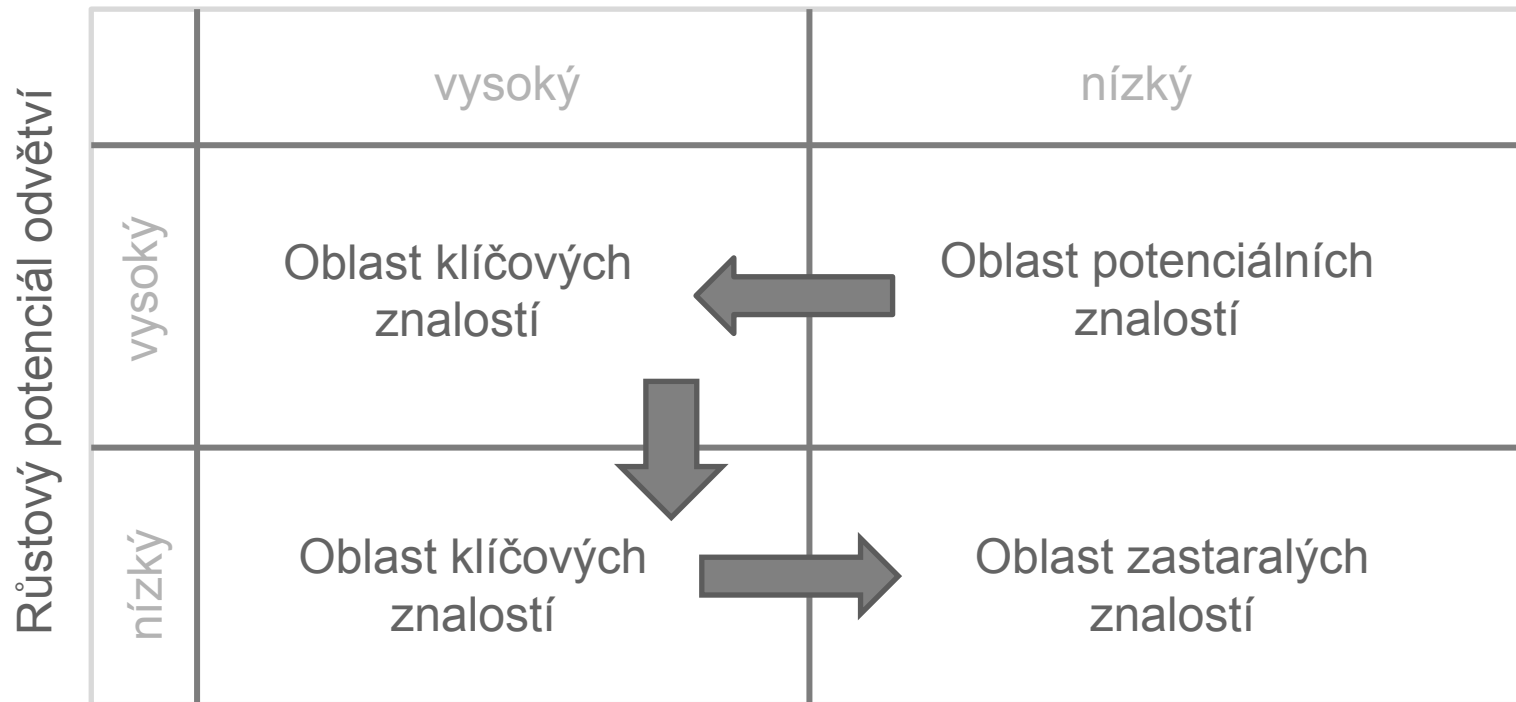 Růstový potenciál odvětví
vysoký
nízký
vysoký
Oblast klíčových
znalostí
Oblast potenciálních
znalostí
nízký
Oblast klíčových
znalostí
Oblast zastaralých
znalostí